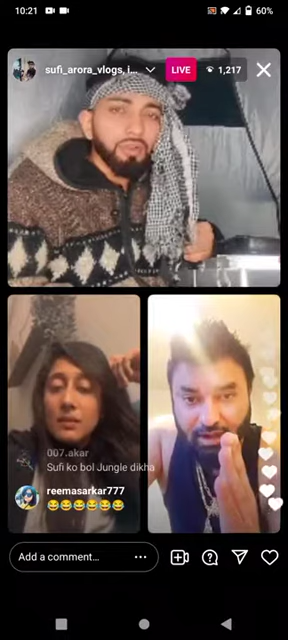 10:21
60%
sufi_arora_vlogs, i...
LIVE
1,217
007.akar
Sufi ko bol Jungle dikha
reemasarkar777
😂😂😂😂😂😂
Add a comment...